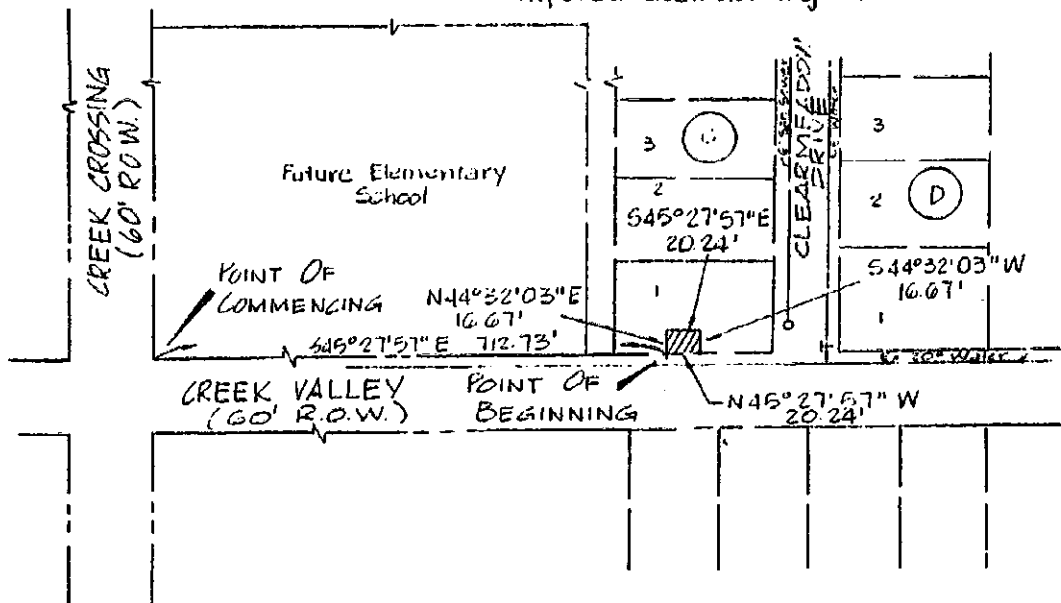 CREEK CROSSING
(60' ROW.)
Future Elementary
School
POINT OF
COMMENCING
N44°32'03"E
16.67'
S45°27'57"E 712.73'
CREEK VALLEY
(60' R.O.W.)
POINT OF
BEGINNING
3
2
S45°27'57"E
20.24'
1
CLEARMEADOW
DRIVE
3
2
D
S44°32'03"W
16.67'
1
N45°27'57" W
20.24'